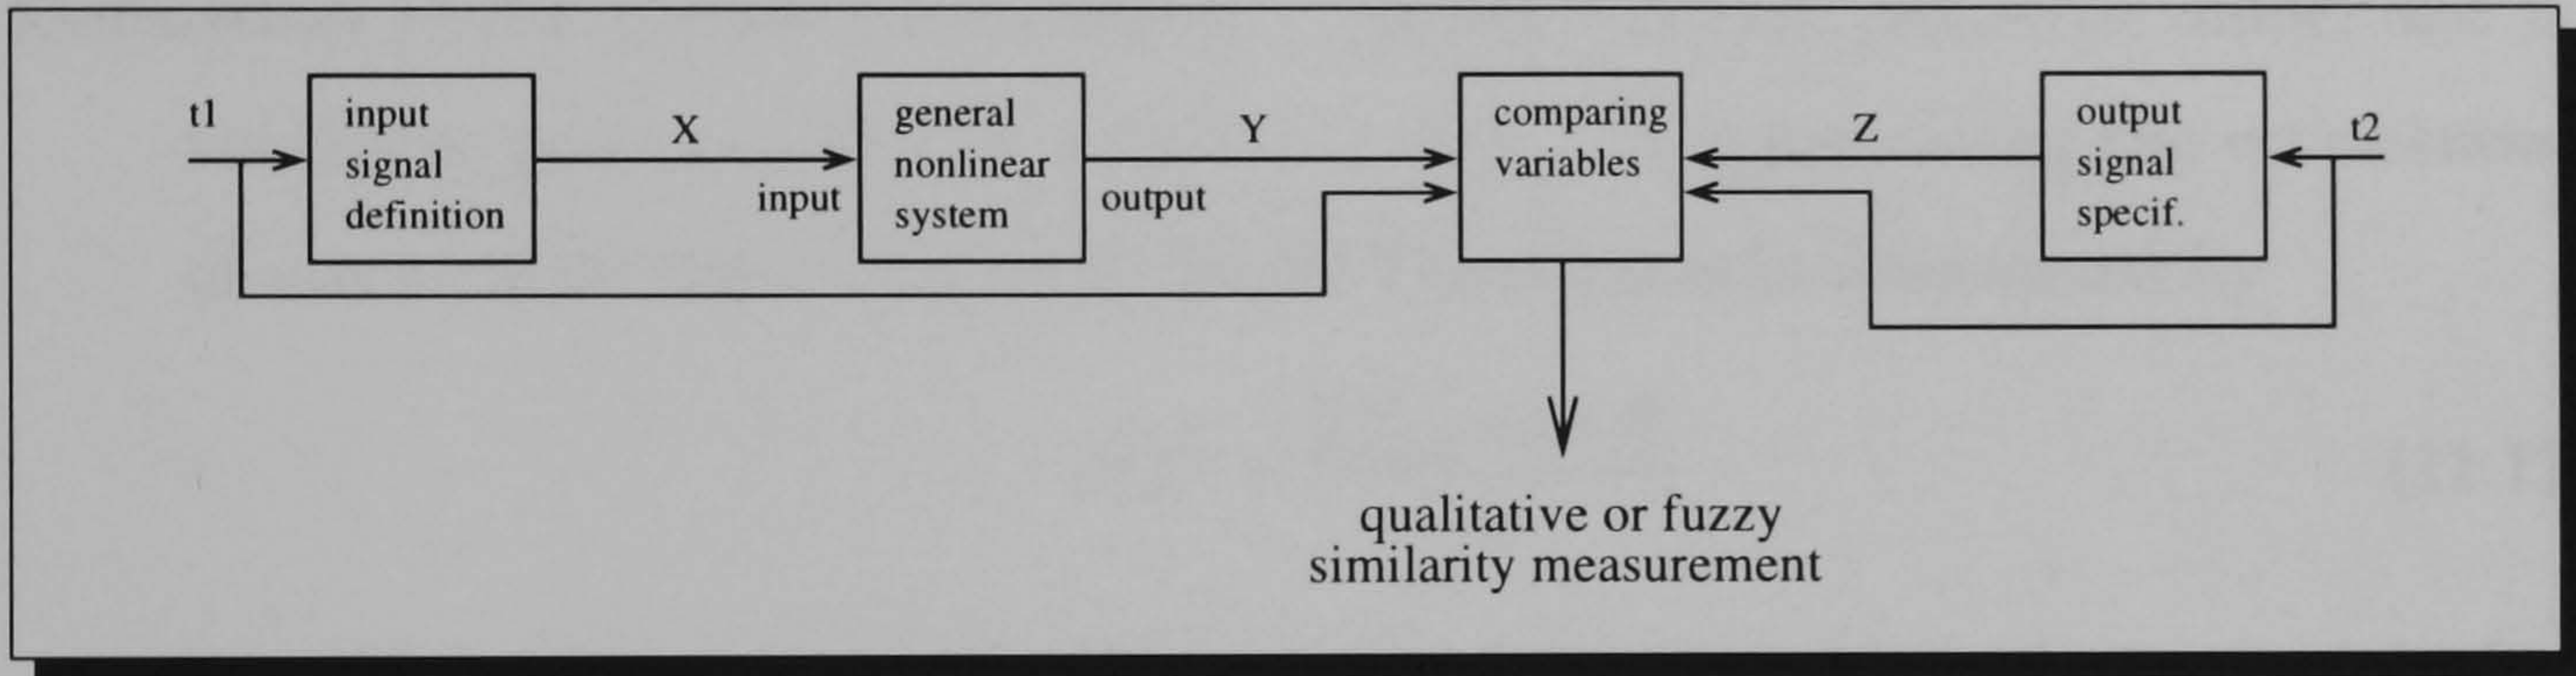 t1
input
signal
definition
X
input
general
nonlinear
system
Y
output
comparing
variables
Z
output
signal
specif.
t2
qualitative or fuzzy
similarity measurement